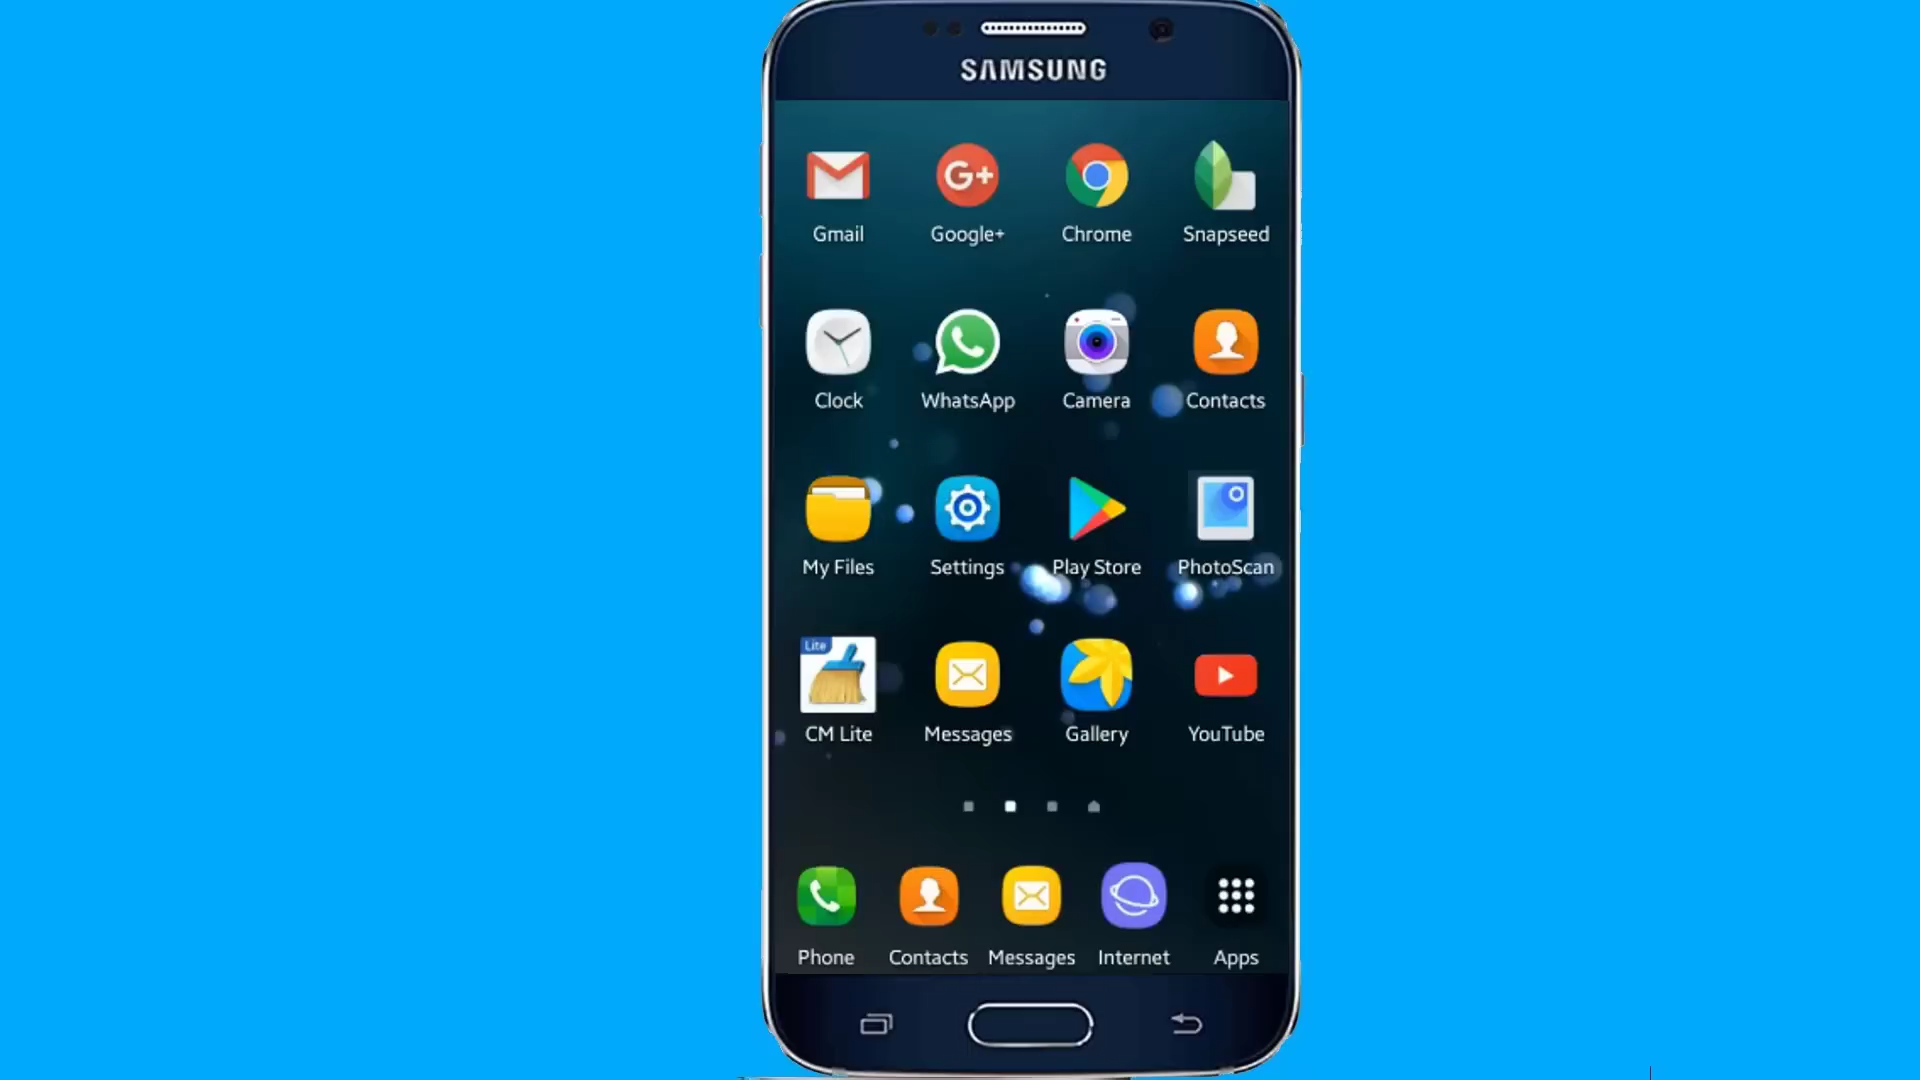 SAMSUNG
Gmail Google+ Chrome Snapseed
Clock WhatsApp Camera Contacts
My Files Settings Play Store PhotoScan
Lite
CM Lite Messages Gallery YouTube
Phone Contacts Messages Internet Apps